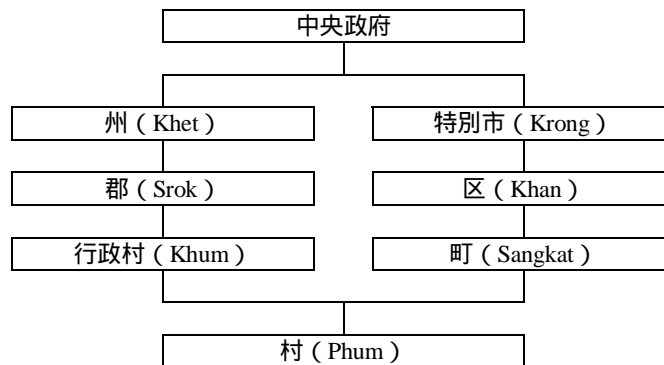 中央政府
州（Khet）
特別市（Krong）
郡（Srok）
区（Khan）
行政村（Khum）
町（Sangkat）
村（Phum）